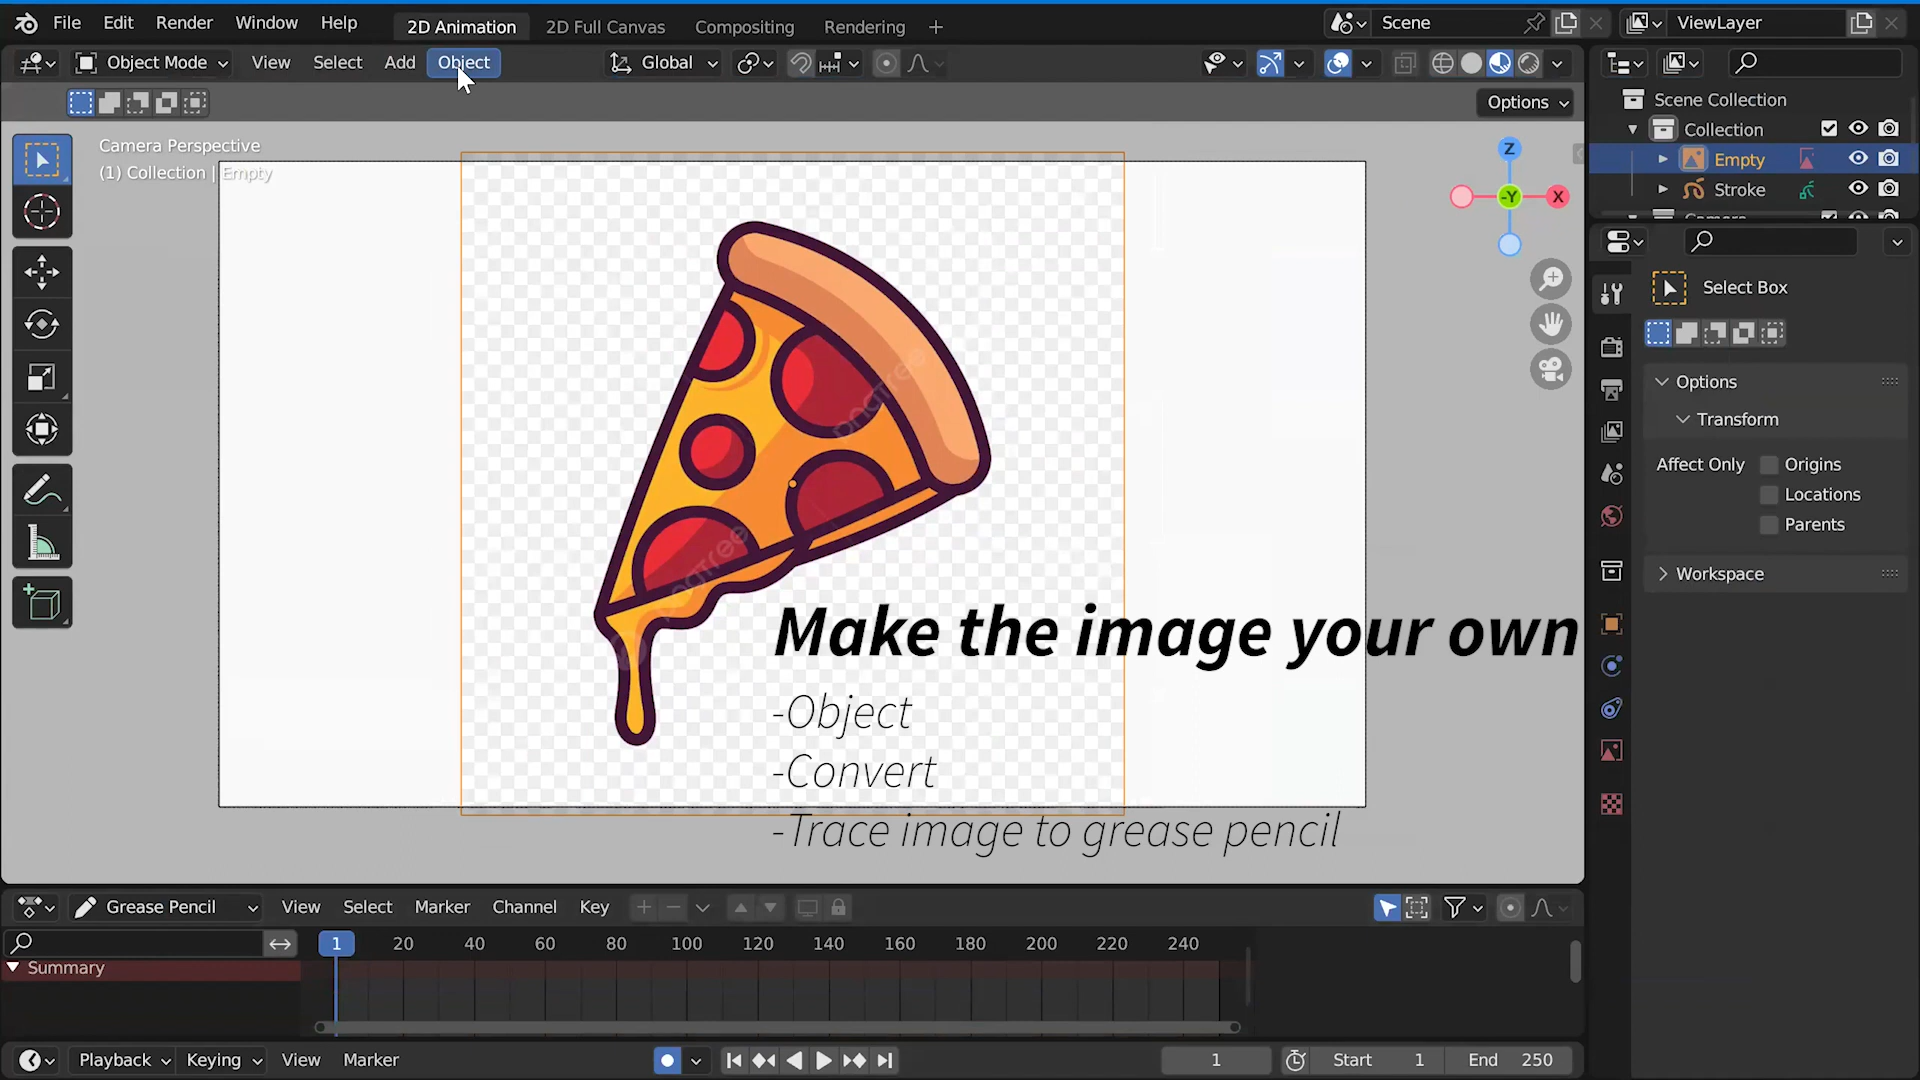 File Edit Render Window Help 2D Animation 2D Full Canvas Compositing Rendering + Scene ViewLayer
Object Mode View Select Add Object Global
Options
Camera Perspective
(1) Collection | Empty
Z
-Y X
pngtree
pngtree
Make the image your own
-Object
-Convert
-Trace image to grease pencil
Scene Collection
Collection
Empty
Stroke
Camera
Select Box
Options
Transform
Affect Only Origins
Locations
Parents
Workspace
Grease Pencil View Select Marker Channel Key
1 20 40 60 80 100 120 140 160 180 200 220 240
Summary
Playback Keying View Marker 1 Start 1 End 250